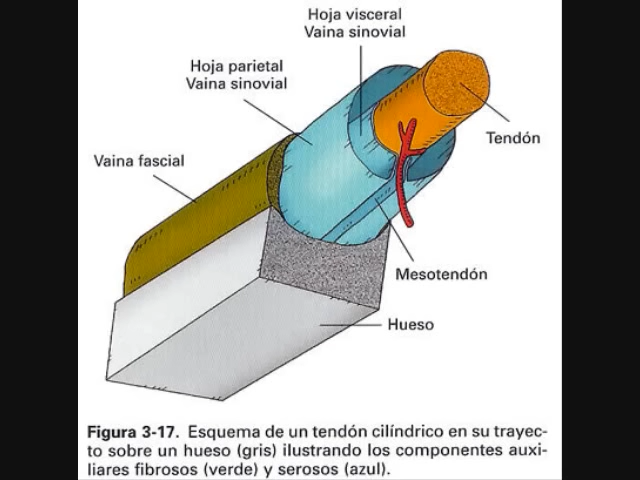 Hoja visceral
Vaina sinovial
Hoja parietal
Vaina sinovial
Tendón
Vaina fascial
Mesotendón
Hueso
Figura 3-17. Esquema de un tendón cilíndrico en su trayec-
to sobre un hueso (gris) ilustrando los componentes auxi-
liares fibrosos (verde) y serosos (azul).